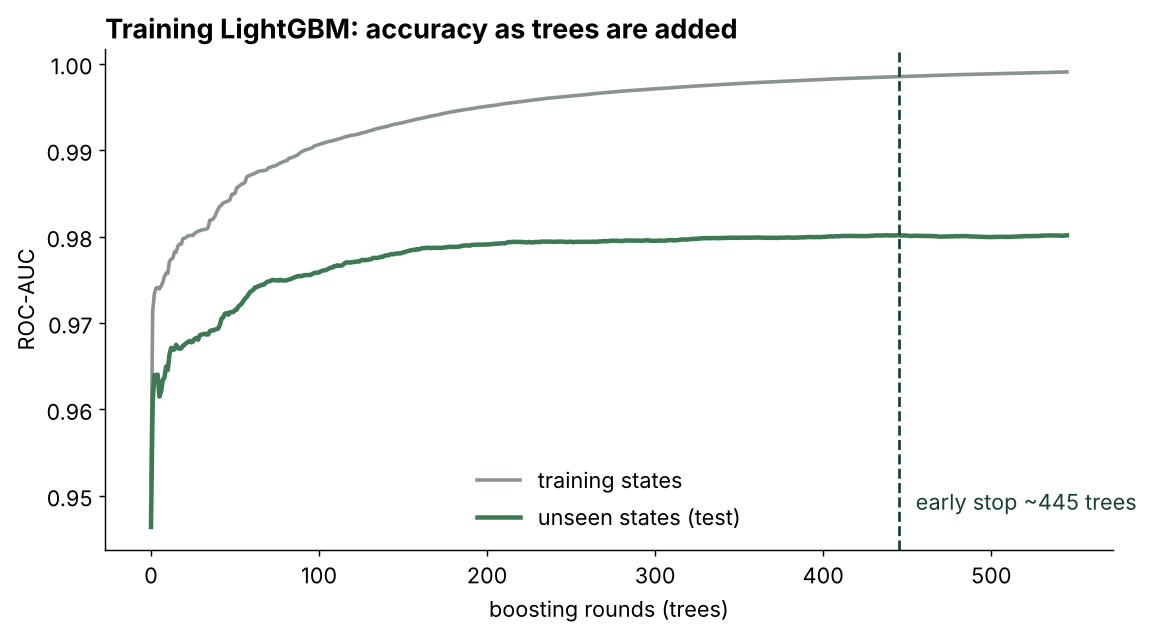 Training LightGBM: accuracy as trees are added
1.00
0.99
0.98
0.97
0.96
0.95
ROC-AUC
training states
unseen states (test)
early stop ~445 trees
0 100 200 300 400 500
boosting rounds (trees)